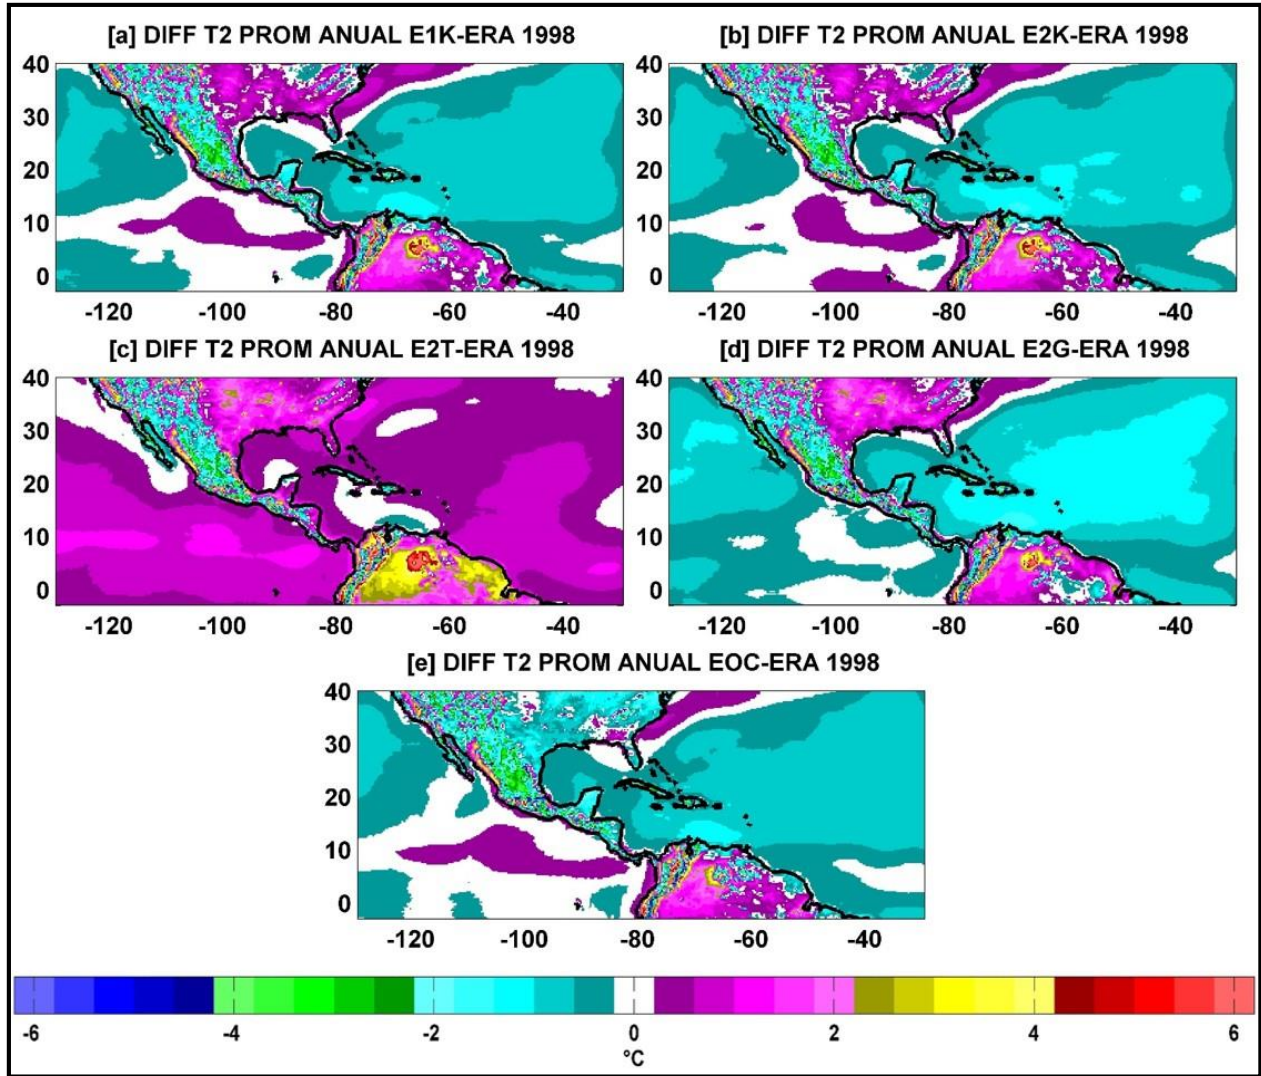 [a] DIFF T2 PROM ANUAL E1K-ERA 1998
[b] DIFF T2 PROM ANUAL E2K-ERA 1998
40
30
20
10
0
-120 -100 -80 -60 -40
40
30
20
10
0
-120 -100 -80 -60 -40
[c] DIFF T2 PROM ANUAL E2T-ERA 1998
[d] DIFF T2 PROM ANUAL E2G-ERA 1998
40
30
20
10
0
-120 -100 -80 -60 -40
40
30
20
10
0
-120 -100 -80 -60 -40
[e] DIFF T2 PROM ANUAL EOC-ERA 1998
40
30
20
10
0
-120 -100 -80 -60 -40
-6 -4 -2 0 2 4 6
°C